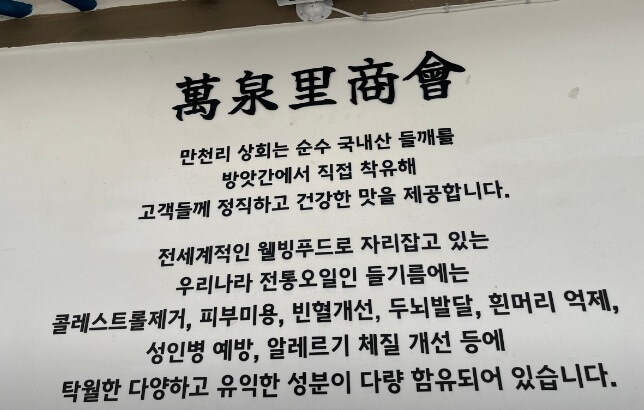 萬泉里商會
만천리 상회는 순수 국내산 들깨를
방앗간에서 직접 착유해
고객들께 정직하고 건강한 맛을 제공합니다.
전세계적인 웰빙푸드로 자리잡고 있는
우리나라 전통오일인 들기름에는
콜레스트롤제거, 피부미용, 빈혈개선, 두뇌발달, 흰머리 억제,
성인병 예방, 알레르기 체질 개선 등에
탁월한 다양하고 유익한 성분이 다량 함유되어 있습니다.